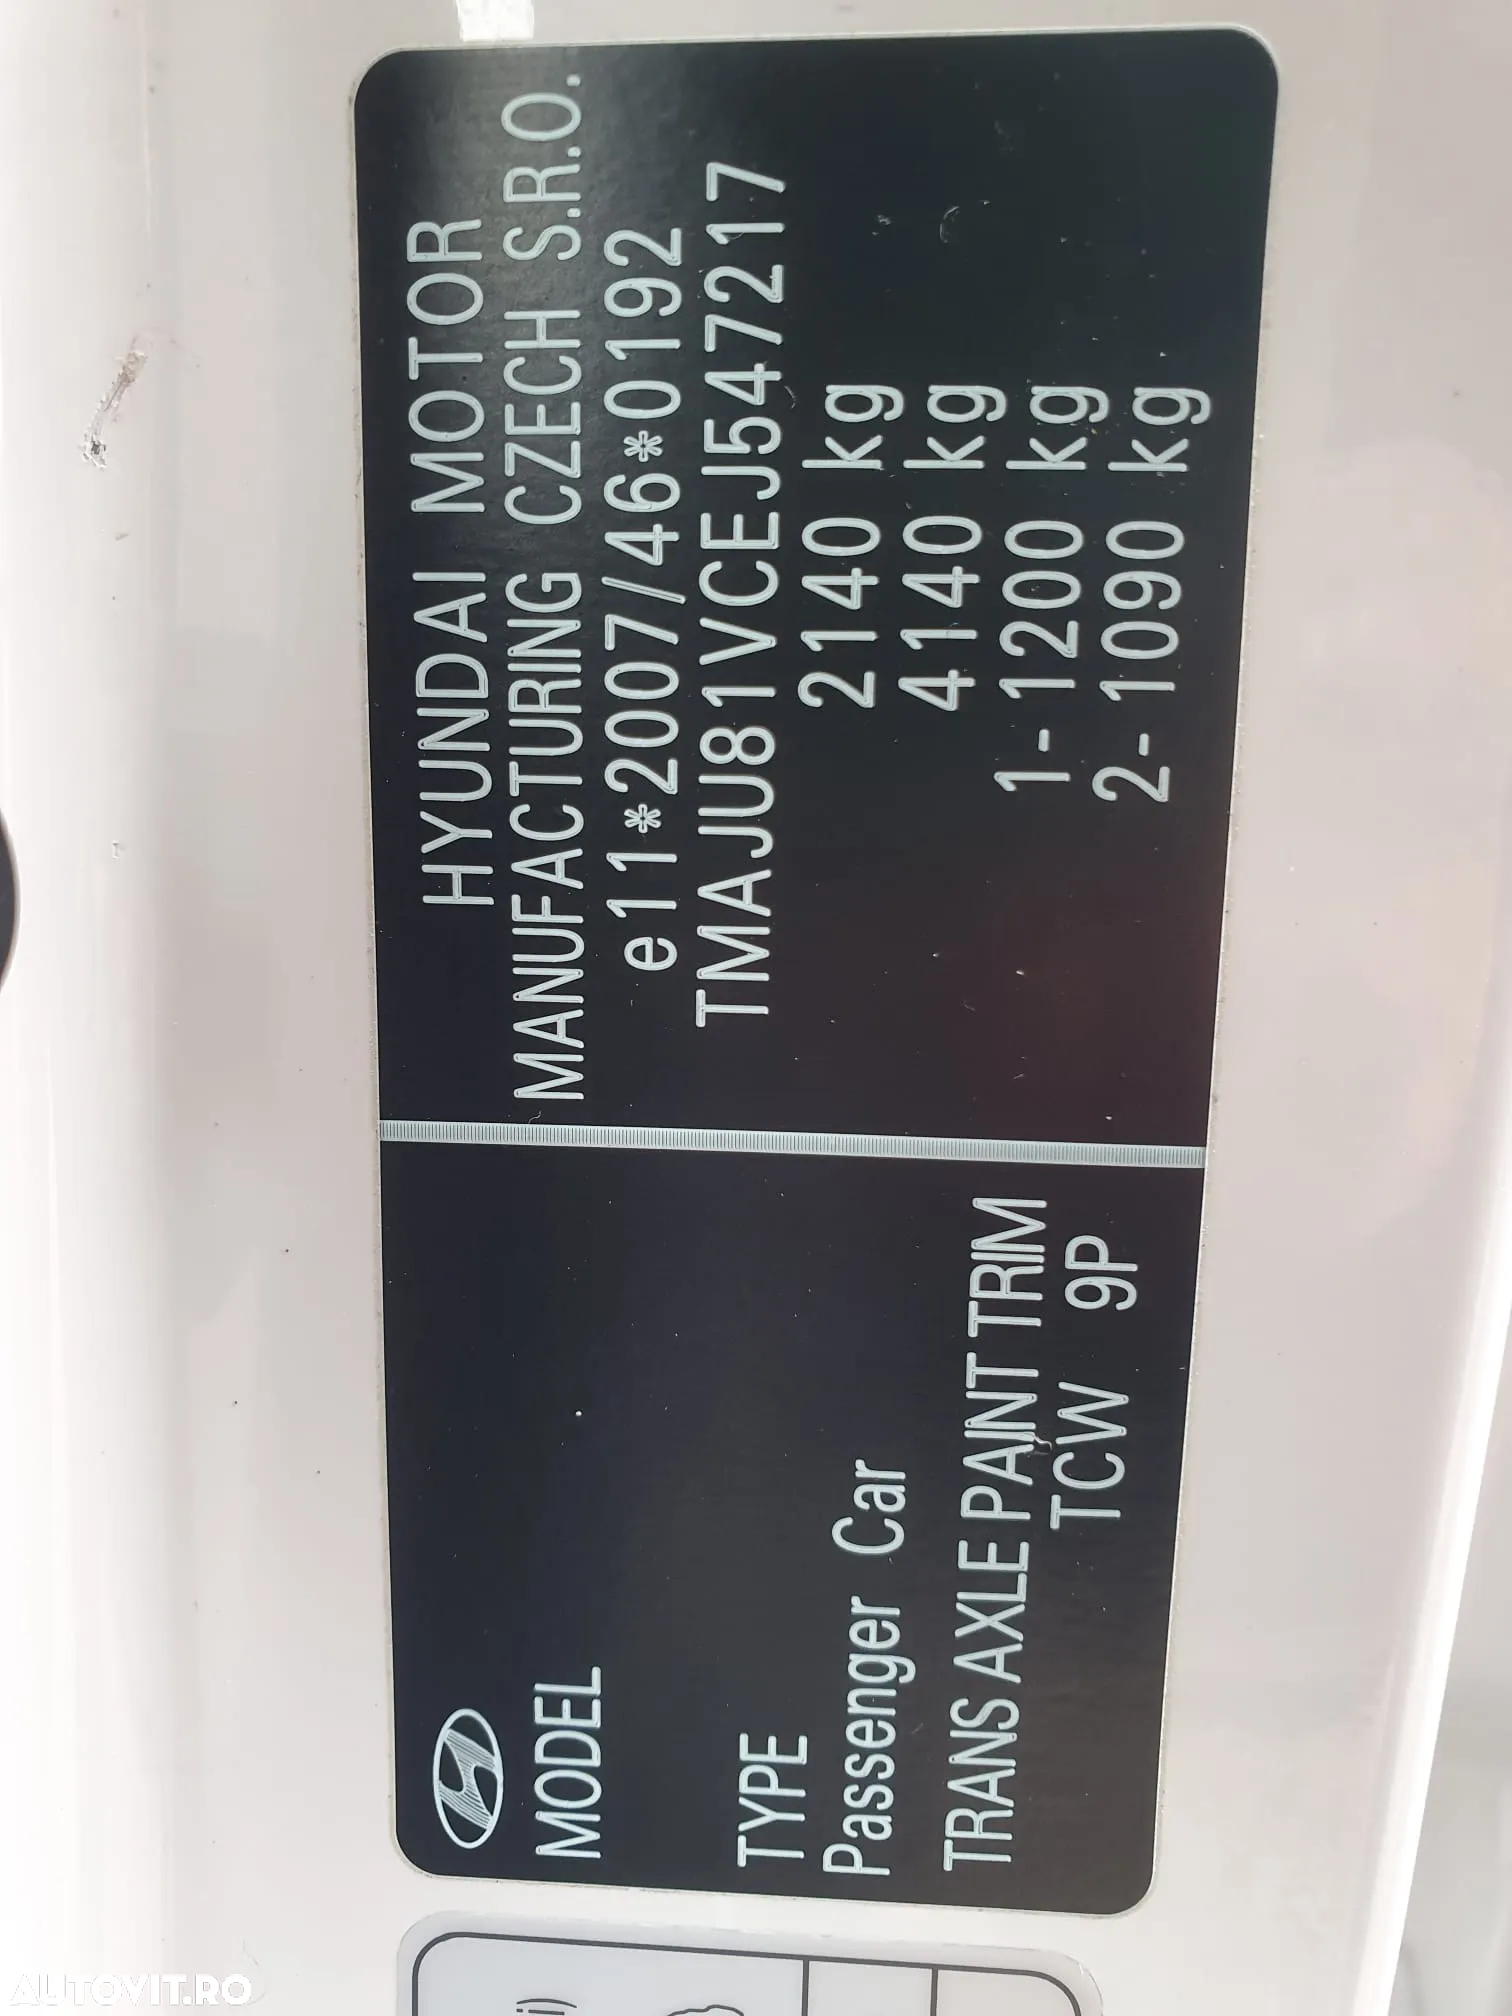 HYUNDAI MOTOR
MANUFACTURING CZECH S.R.O.
e11*2007/46*0192
TMAJU81VCEJ547217
2140 kg
4140 kg
1-1200 kg
2-1090 kg
MODEL
TYPE
Passenger Car
TRANS AXLE PAINT TRIM
TCW 9P
AUTOVIT.RO